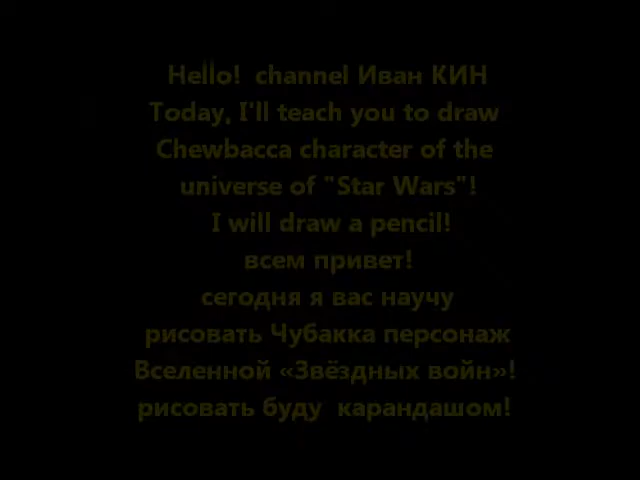 Hello!  channel Иван КИН
Today, I'll teach you to draw
Chewbacca character of the
universe of "Star Wars"!
I will draw a pencil!
всем привет!
сегодня я вас научу
рисовать Чубакка персонаж
Вселенной «Звёздных войн»!
рисовать буду  карандашом!